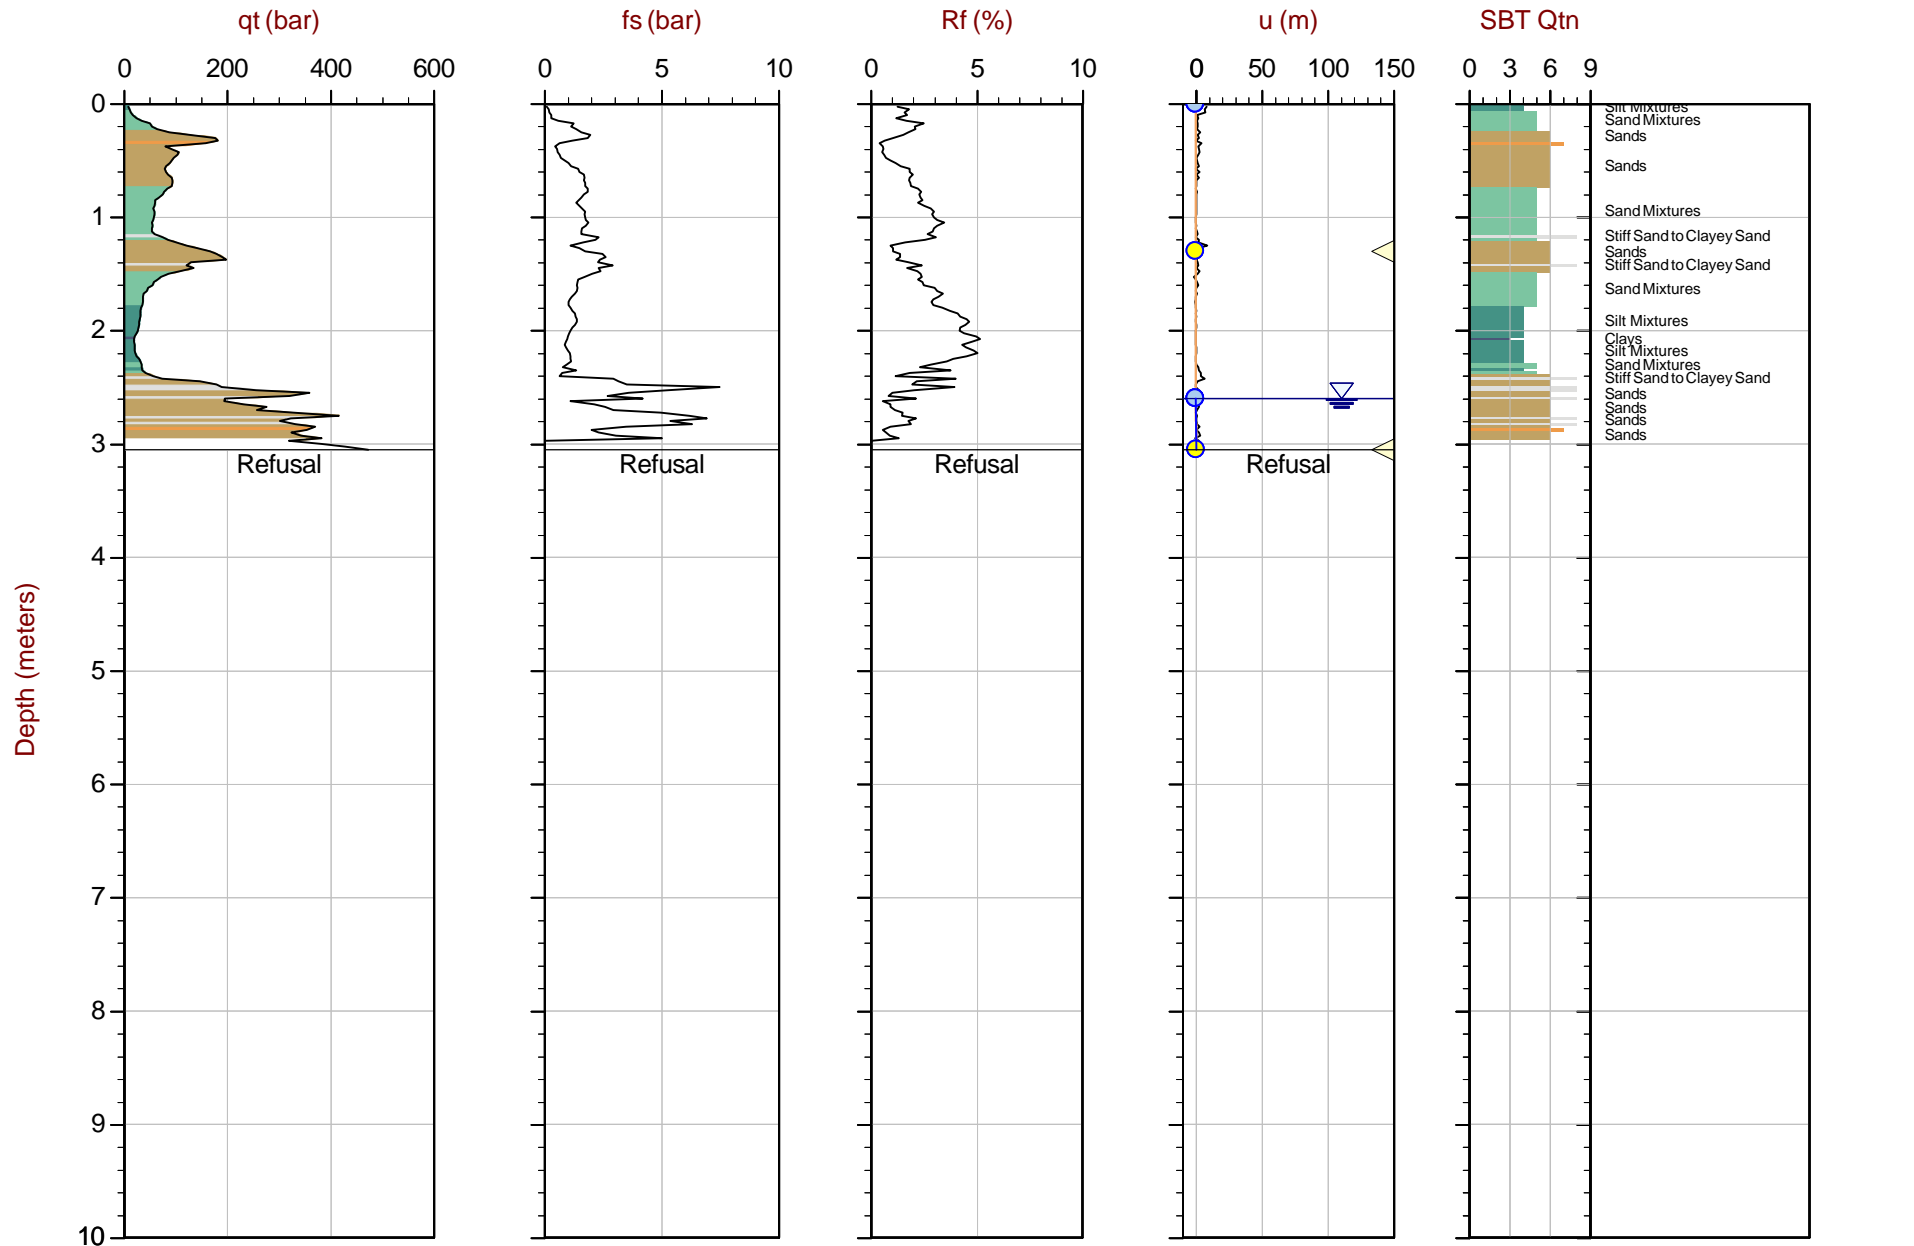 qt (bar) fs (bar) Rf (%) u (m) SBT Qtn
0 200 400 600 0 5 10 0 5 10 0 50 100 150 0 3 6 9
0
1
2
3
4
5
6
7
8
9
10
Depth (meters)
Refusal Refusal Refusal Refusal
Silt Mixtures
Sand Mixtures
Sands
Sands
Sand Mixtures
Stiff Sand to Clayey Sand
Sands
Stiff Sand to Clayey Sand
Sand Mixtures
Silt Mixtures
Clays
Silt Mixtures
Sand Mixtures
Stiff Sand to Clayey Sand
Sands
Sands
Sands
Sands